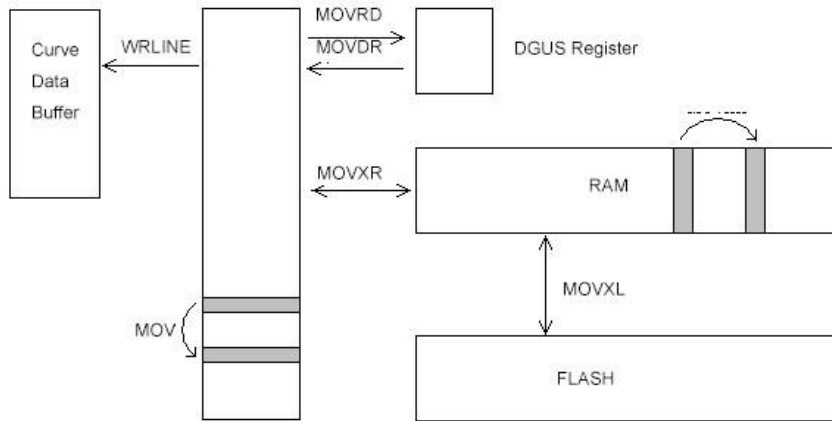 Curve
Data
Buffer
WRLINE
MOVRD
MOVDR
DGUS Register
MOVXR
RAM
MOVXL
MOV
FLASH